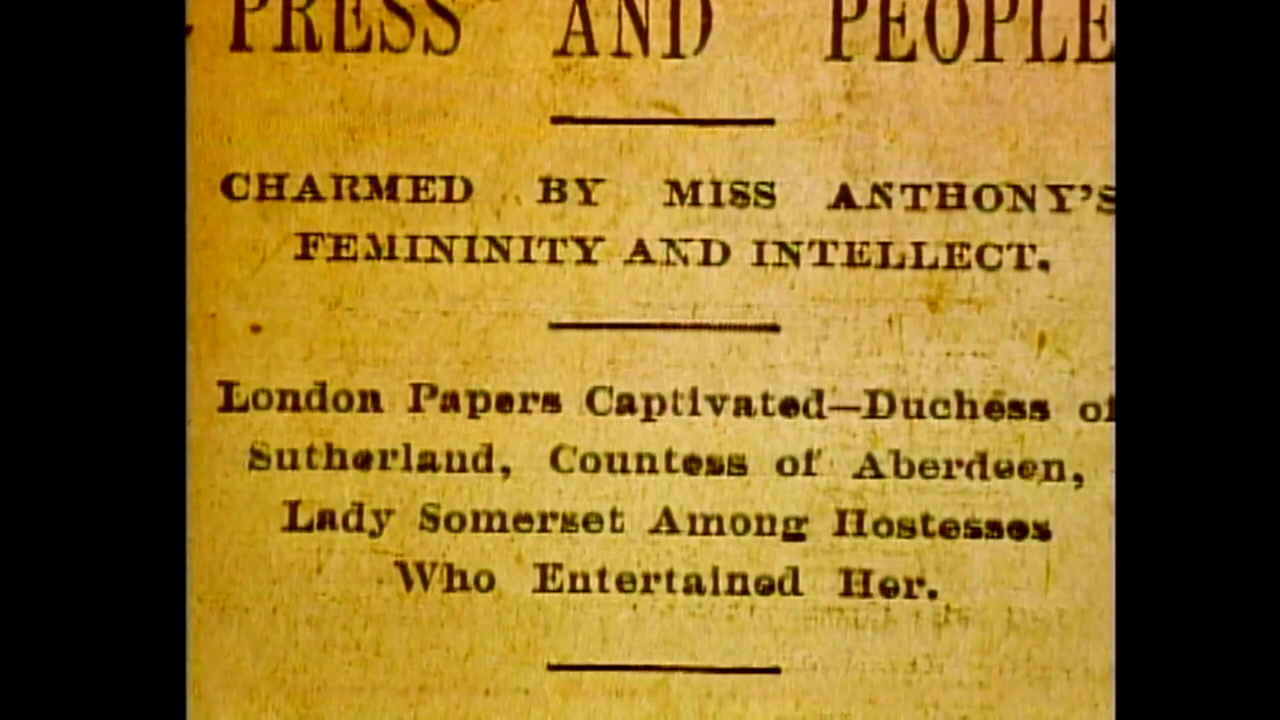 PRESS AND PEOPLE
CHARMED BY MISS ANTHONY'S
FEMININITY AND INTELLECT.
London Papers Captivated—Duchess of
Sutherland, Countess of Aberdeen,
Lady Somerset Among Hostesses
Who Entertained Her.